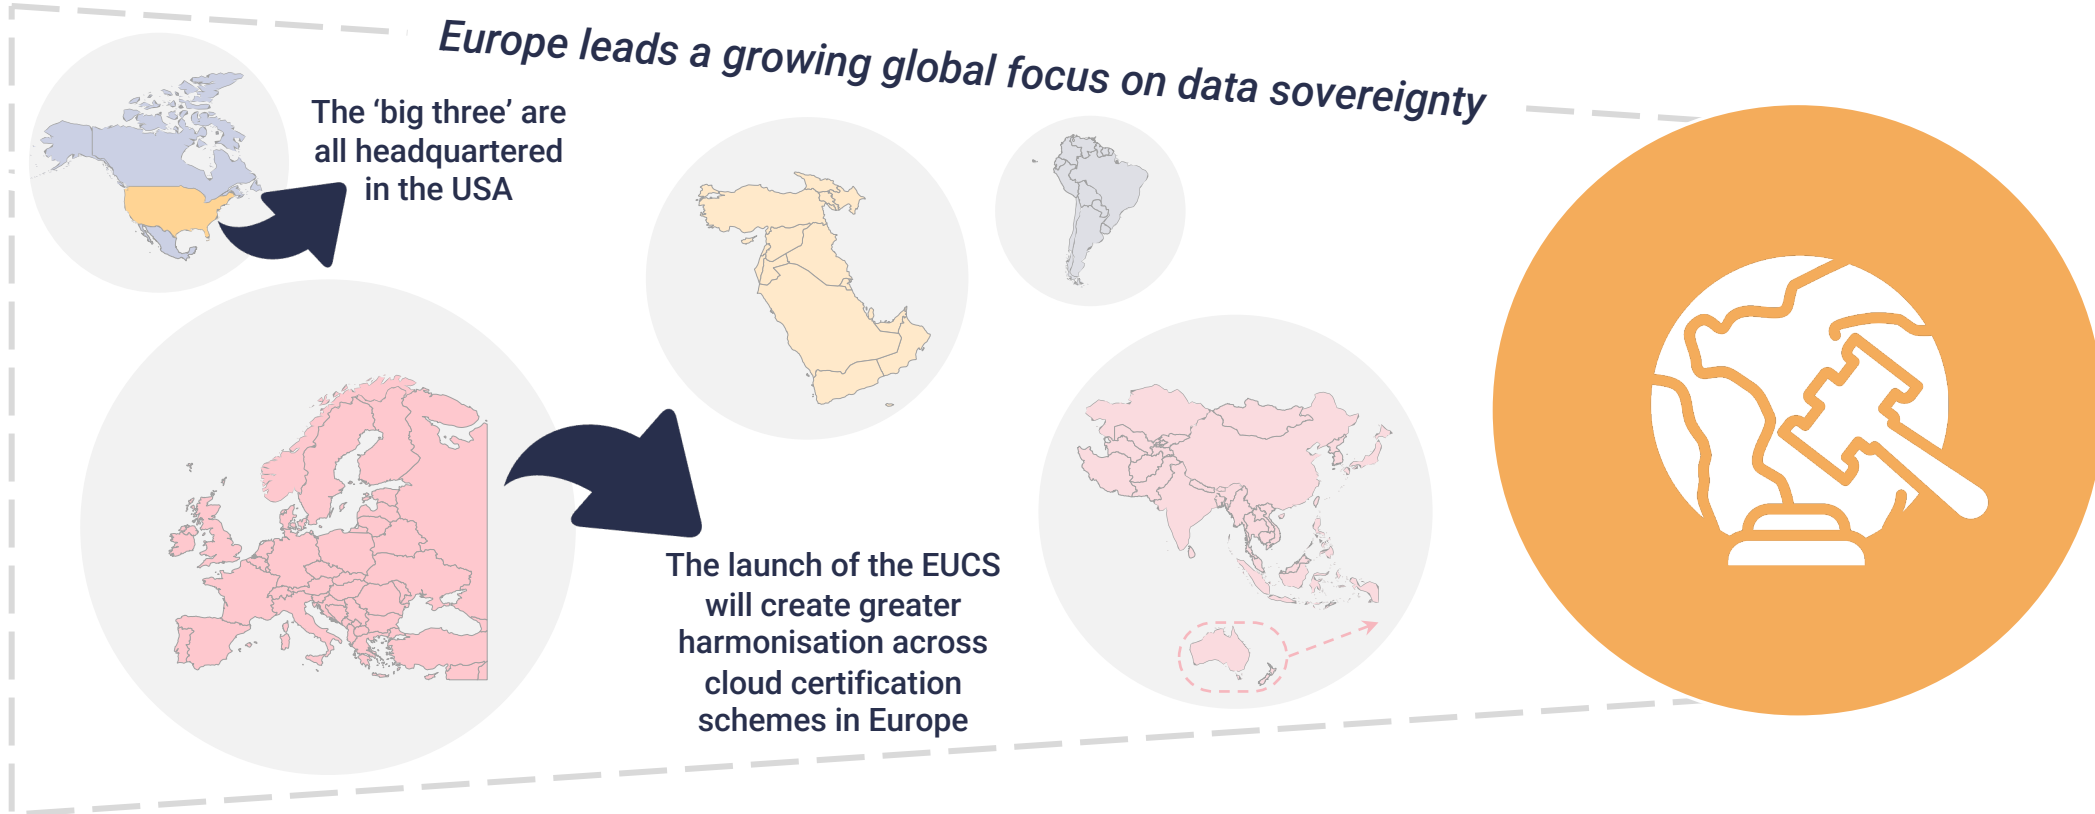 Europe leads a growing global focus on data sovereignty
The ‘big three’ are
all headquartered
in the USA
The launch of the EUCS
will create greater
harmonisation across
cloud certification
schemes in Europe